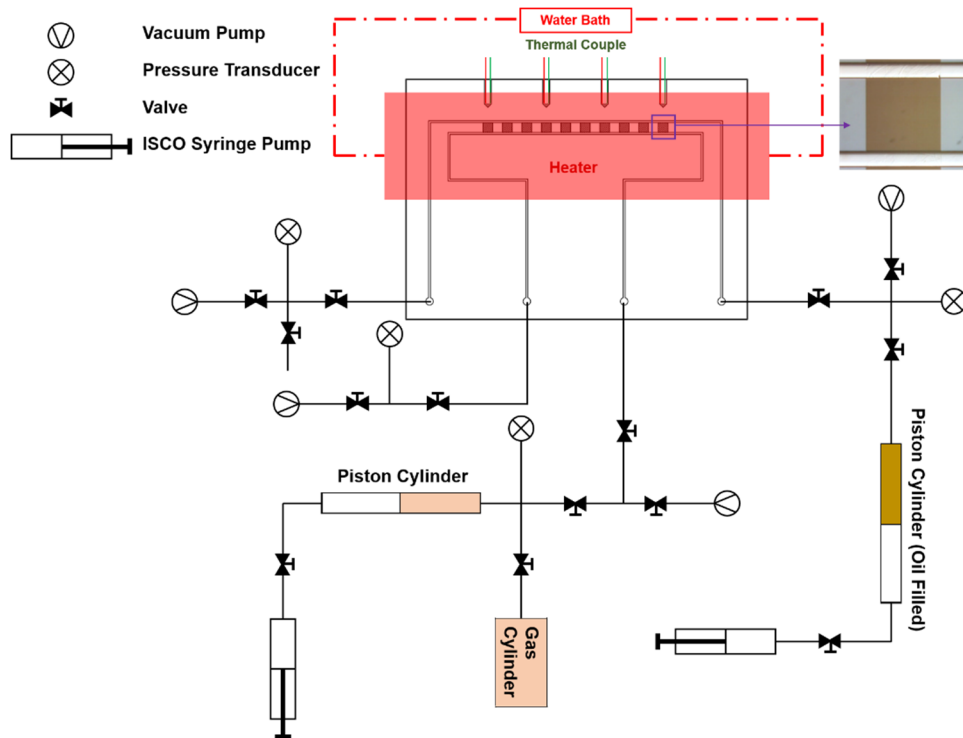 Vacuum Pump
Pressure Transducer
Valve
ISCO Syringe Pump
Water Bath
Thermal Couple
Heater
Piston Cylinder
Gas
Cylinder
Piston Cylinder (Oil Filled)